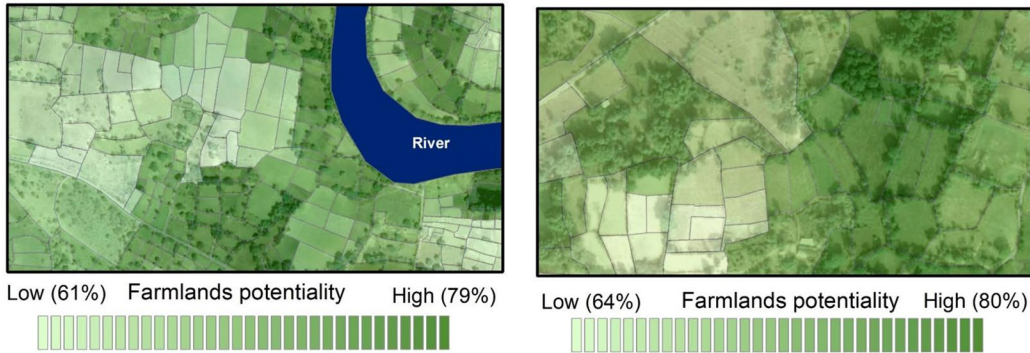 River
Low (61%) Farmlands potentiality High (79%)
Low (64%) Farmlands potentiality High (80%)